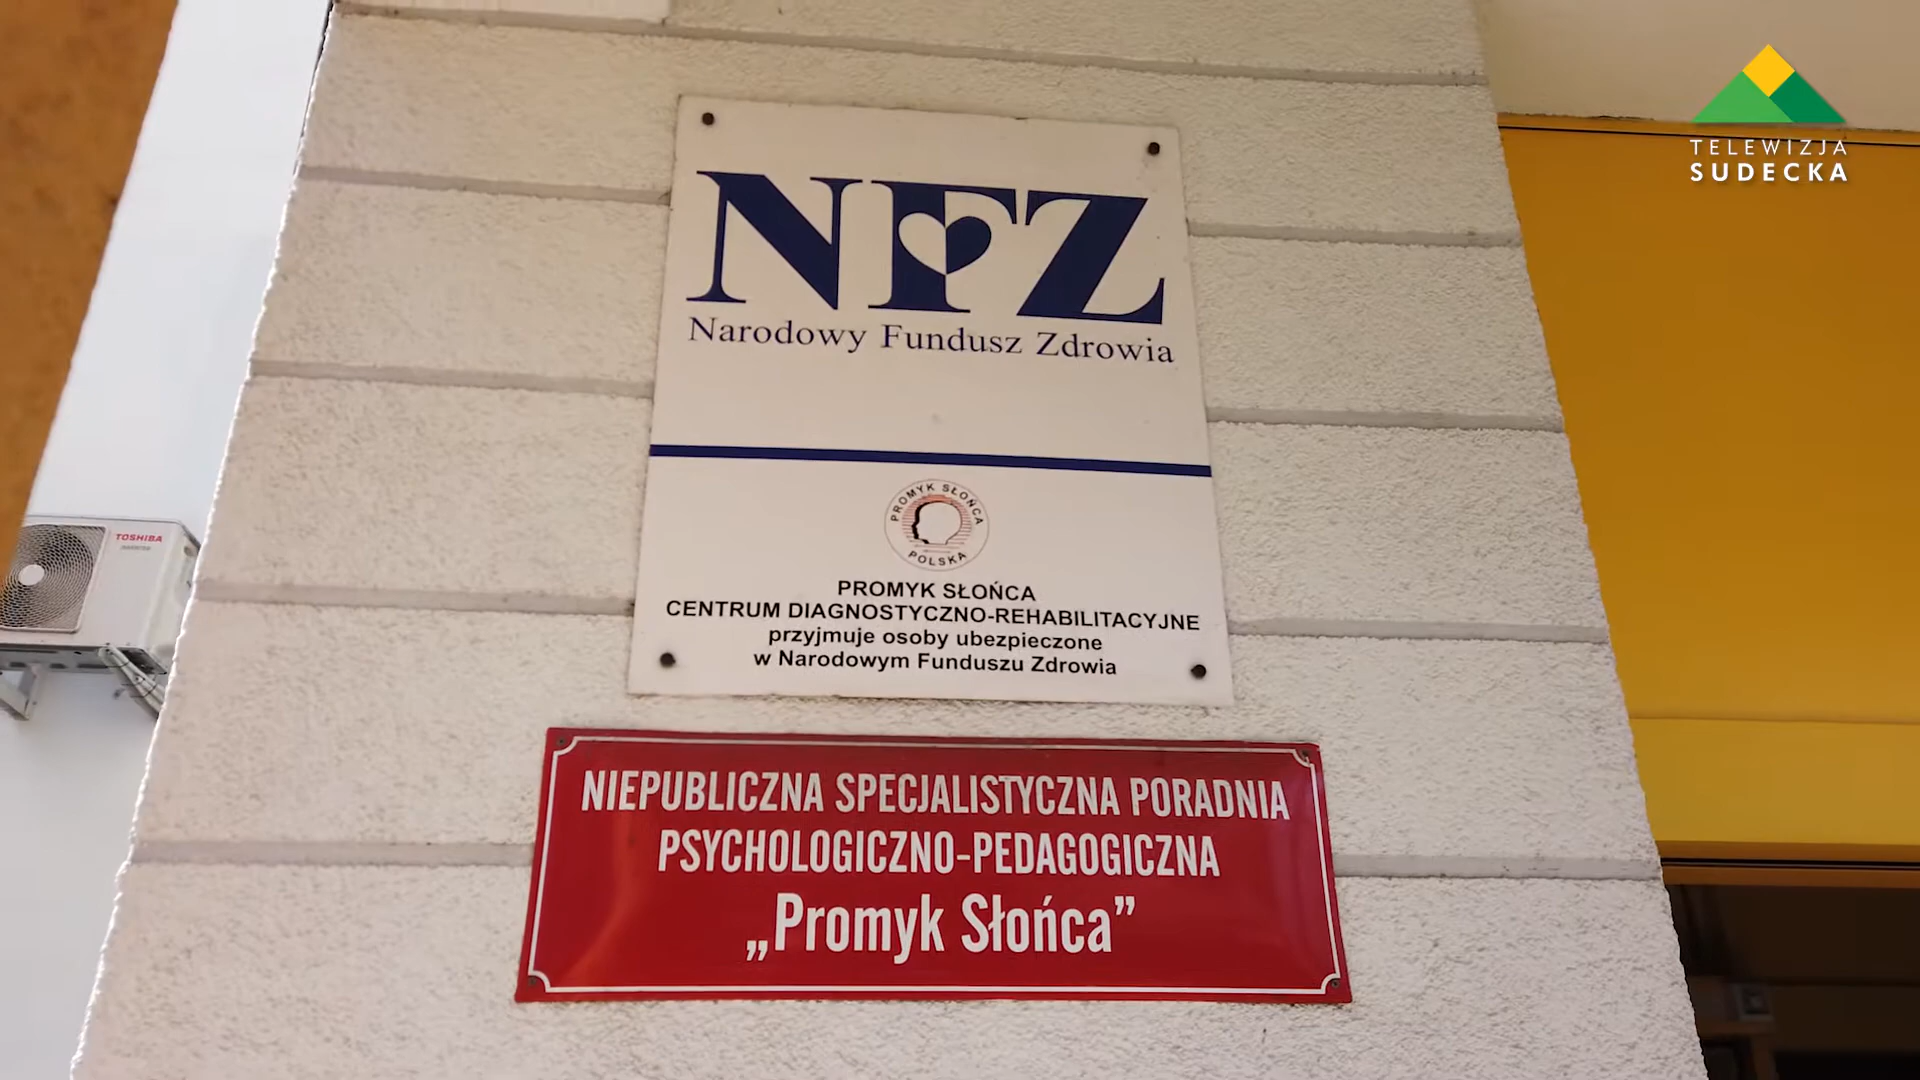 TELEWIZJA
SUDECKA
NFZ
Narodowy Fundusz Zdrowia
TOSHIBA
PROMYK SŁOŃCA
POLSKA
PROMYK SŁOŃCA
CENTRUM DIAGNOSTYCZNO-REHABILITACYJNE
przyjmuje osoby ubezpieczone
w Narodowym Funduszu Zdrowia
NIEPUBLICZNA SPECJALISTYCZNA PORADNIA
PSYCHOLOGICZNO-PEDAGOGICZNA
„Promyk Słońca”